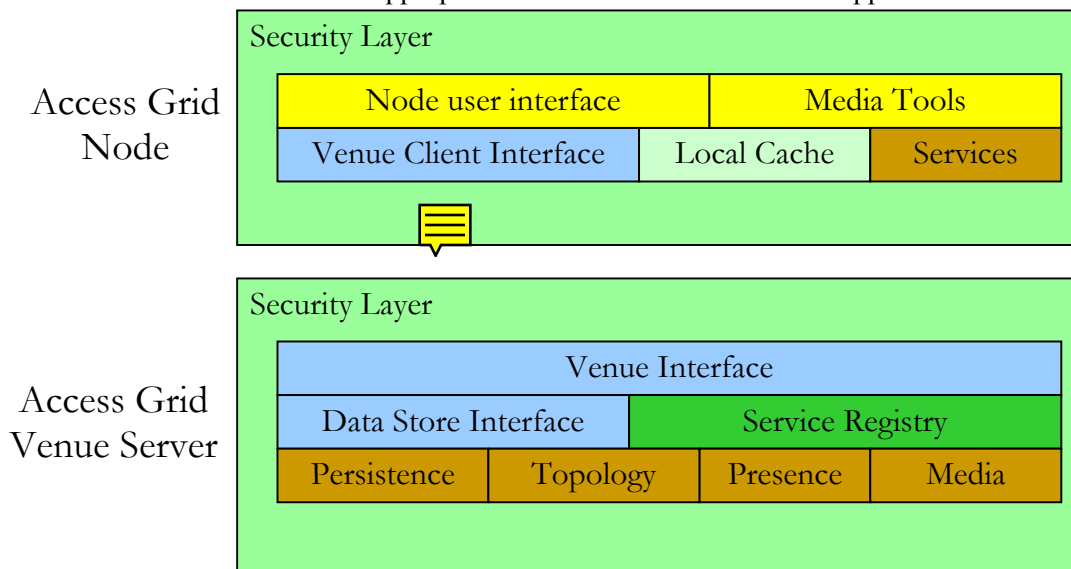 Security Layer
Access Grid
Node
Node user interface
Media Tools
Venue Client Interface
Local Cache
Services
Security Layer
Access Grid
Venue Server
Venue Interface
Data Store Interface
Service Registry
Persistence
Topology
Presence
Media